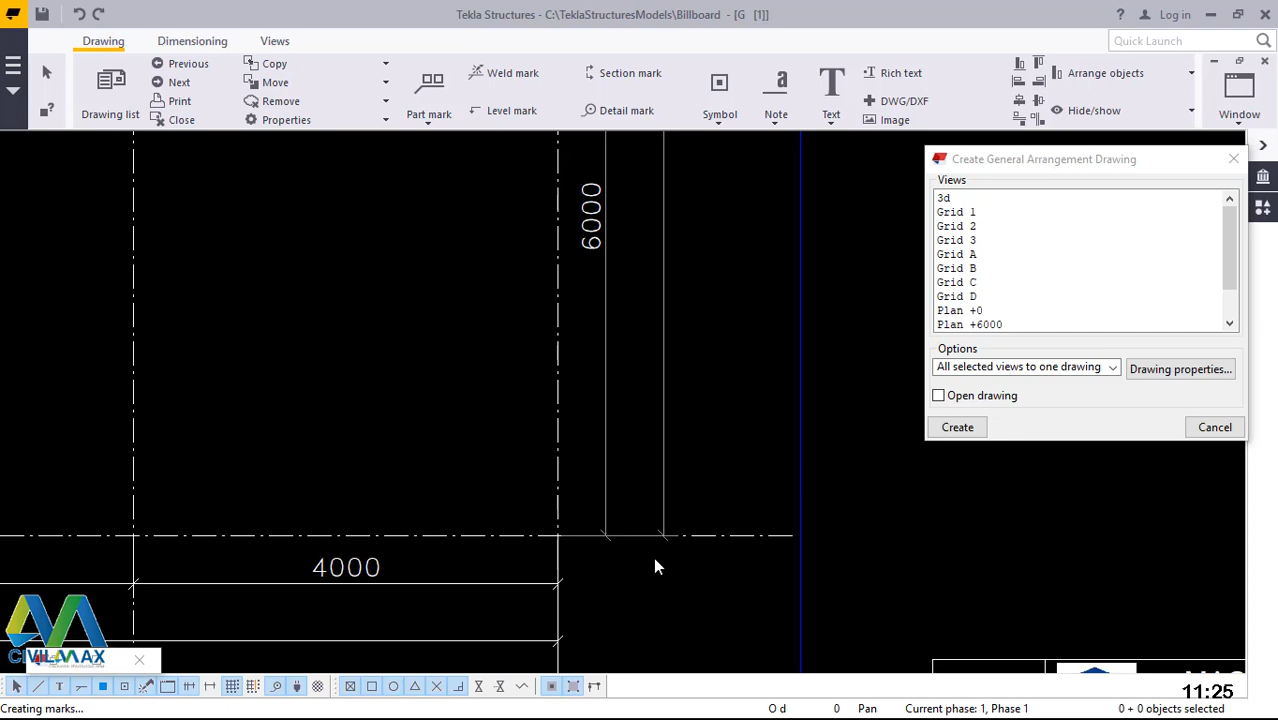 Tekla Structures - C:\TeklaStructuresModels\Billboard - [G [1]]
Log in
Drawing Dimensioning Views
Quick Launch
Drawing list
Previous
Next
Print
Close
Copy
Move
Remove
Properties
Part mark
Weld mark
Level mark
Section mark
Detail mark
Symbol
Note
Text
Rich text
DWG/DXF
Image
Arrange objects
Hide/show
Window
6000
4000
Create General Arrangement Drawing
Views
3d
Grid 1
Grid 2
Grid 3
Grid A
Grid B
Grid C
Grid D
Plan +0
Plan +6000
Options
All selected views to one drawing
Drawing properties...
Open drawing
Create
Cancel
CIVILMAX
11:25
Creating marks...
O d
0
Pan
Current phase: 1, Phase 1
0 + 0 objects selected